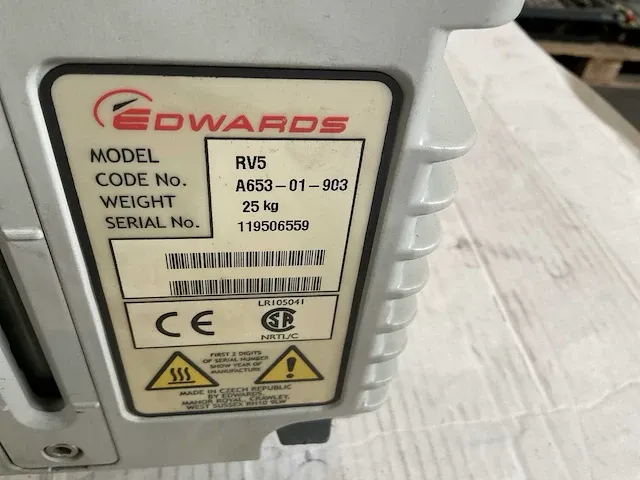 EDWARDS
MODEL RV5
CODE No. A653-01-903
WEIGHT 25 kg
SERIAL No. 119506559
LR105041
CE SA
NRTL/C
FIRST 2 DIGITS
OF SERIAL NUMBER
SHOW YEAR OF
MANUFACTURE
MADE IN CZECH REPUBLIC
BY EDWARDS,
MANOR ROYAL, CRAWLEY,
WEST SUSSEX RH10 9LW